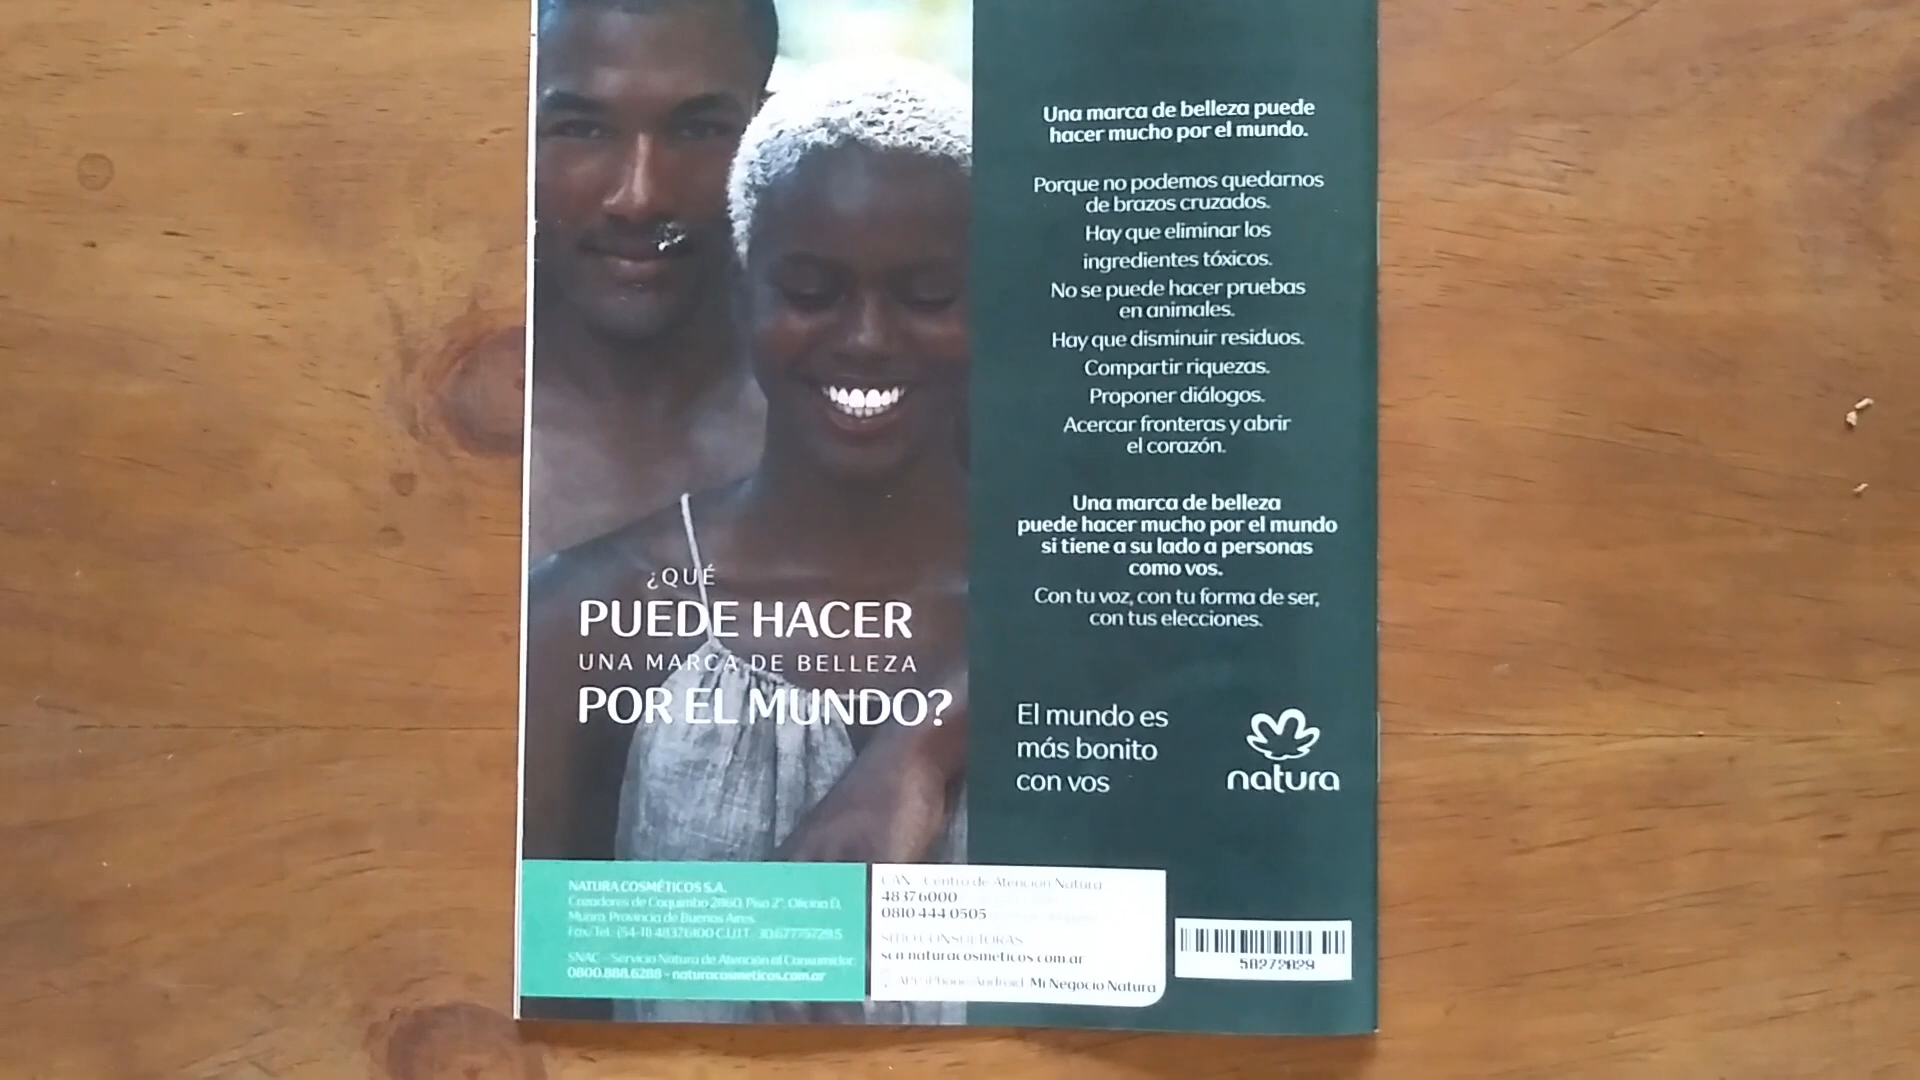 ¿QUÉ
PUEDE HACER
UNA MARCA DE BELLEZA
POR EL MUNDO?
Una marca de belleza puede
hacer mucho por el mundo.
Porque no podemos quedarnos
de brazos cruzados.
Hay que eliminar los
ingredientes tóxicos.
No se puede hacer pruebas
en animales.
Hay que disminuir residuos.
Compartir riquezas.
Proponer diálogos.
Acercar fronteras y abrir
el corazón.
Una marca de belleza
puede hacer mucho por el mundo
si tiene a su lado a personas
como vos.
Con tu voz, con tu forma de ser,
con tus elecciones.
El mundo es
más bonito
con vos
natura
NATURA COSMÉTICOS S.A.
Cazadores de Coquimbo 2860, Piso 2°, Oficina D,
Munro, Provincia de Buenos Aires.
Fax/Tel.: (54-11) 48376100 C.U.I.T.:
SNAC - Servicio Natura de Atención al Consumidor:
0800.888.6288 - naturacosmeticos.com.ar
CAN - Centro de Atención Natura
4837 6000
0810 444 0505
SITIO CONSULTORAS
scn.naturacosmeticos.com.ar
APP iPhone/Android: Mi Negocio Natura